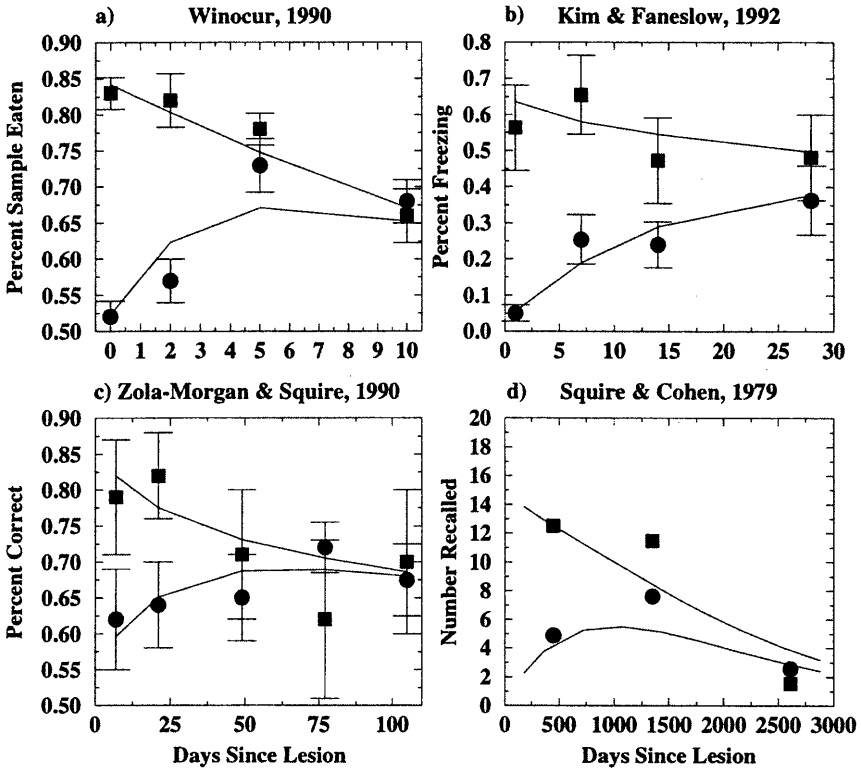 a) Winocur, 1990
0.90
0.85
0.80
0.75
0.70
0.65
0.60
0.55
0.50
Percent Sample Eaten
0 1 2 3 4 5 6 7 8 9 10
b) Kim & Faneslow, 1992
0.8
0.7
0.6
0.5
0.4
0.3
0.2
0.1
0.0
Percent Freezing
0 5 10 15 20 25 30
c) Zola-Morgan & Squire, 1990
0.90
0.85
0.80
0.75
0.70
0.65
0.60
0.55
0.50
Percent Correct
0 25 50 75 100
Days Since Lesion
d) Squire & Cohen, 1979
20
18
16
14
12
10
8
6
4
2
0
Number Recalled
0 500 1000 1500 2000 2500 3000
Days Since Lesion